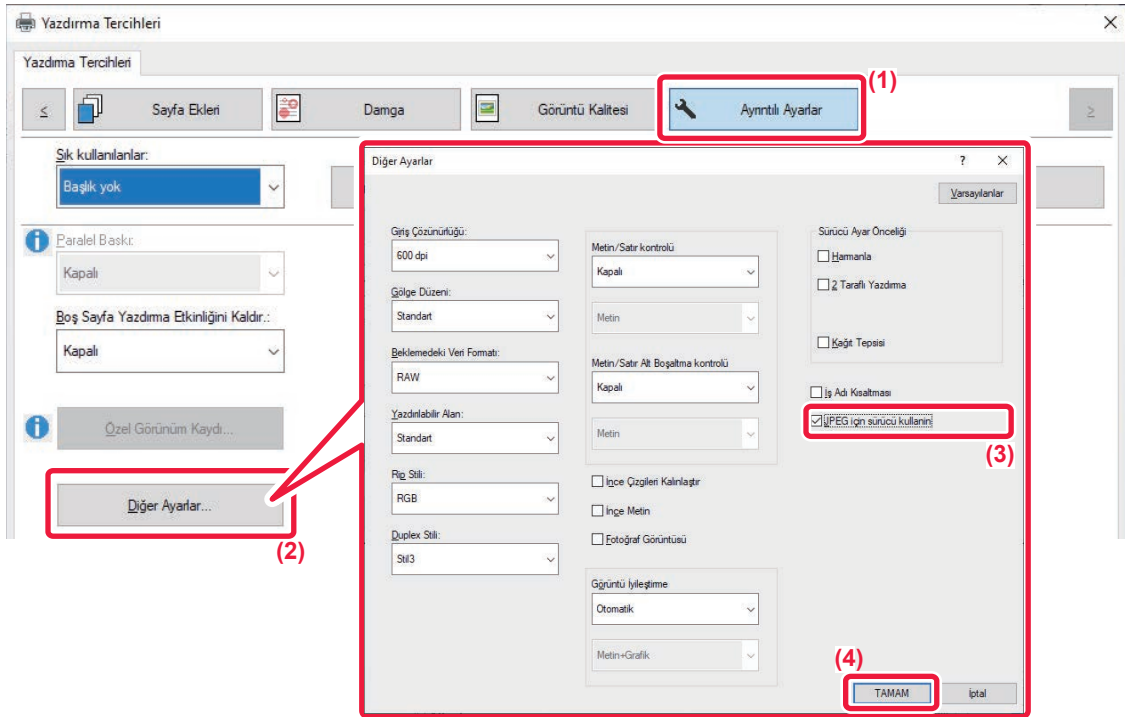 Yazdırma Tercihleri
Yazdırma Tercihleri
(1)
≤
Sayfa Ekleri
Damga
Görüntü Kalitesi
Ayrıntılı Ayarlar
≥
Sık kullanılanlar:
Başlık yok
Paralel Baskı:
Kapalı
Boş Sayfa Yazdırma Etkinliğini Kaldır.:
Kapalı
Özel Görünüm Kaydı...
Diğer Ayarlar...
(2)
Diğer Ayarlar
?
Varsayılanlar
Giriş Çözünürlüğü:
600 dpi
Gölge Düzeni:
Standart
Beklemedeki Veri Formatı:
RAW
Yazdırılabilir Alan:
Standart
Rip Stili:
RGB
Duplex Stili:
Stil3
Metin/Satır kontrolü
Kapalı
Metin
Metin/Satır Alt Boşaltma kontrolü
Kapalı
Metin
İnce Çizgileri Kalınlaştır
İnce Metin
Fotoğraf Görüntüsü
Görüntü İyileştirme
Otomatik
Metin+Grafik
Sürücü Ayar Önceliği
Harmanla
2 Taraflı Yazdırma
Kağıt Tepsisi
İş Adı Kısaltması
JPEG için sürücü kullanin
(3)
(4)
TAMAM
İptal